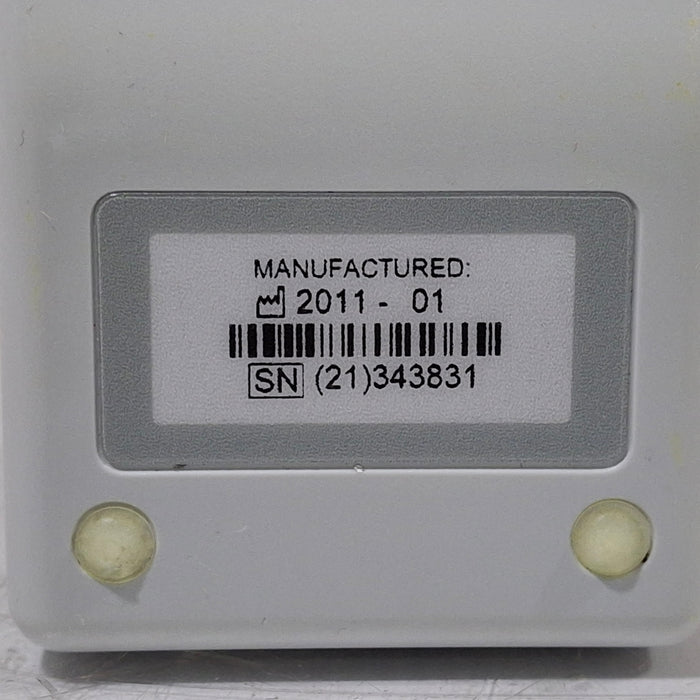 MANUFACTURED:
2011 - 01
SN (21)343831